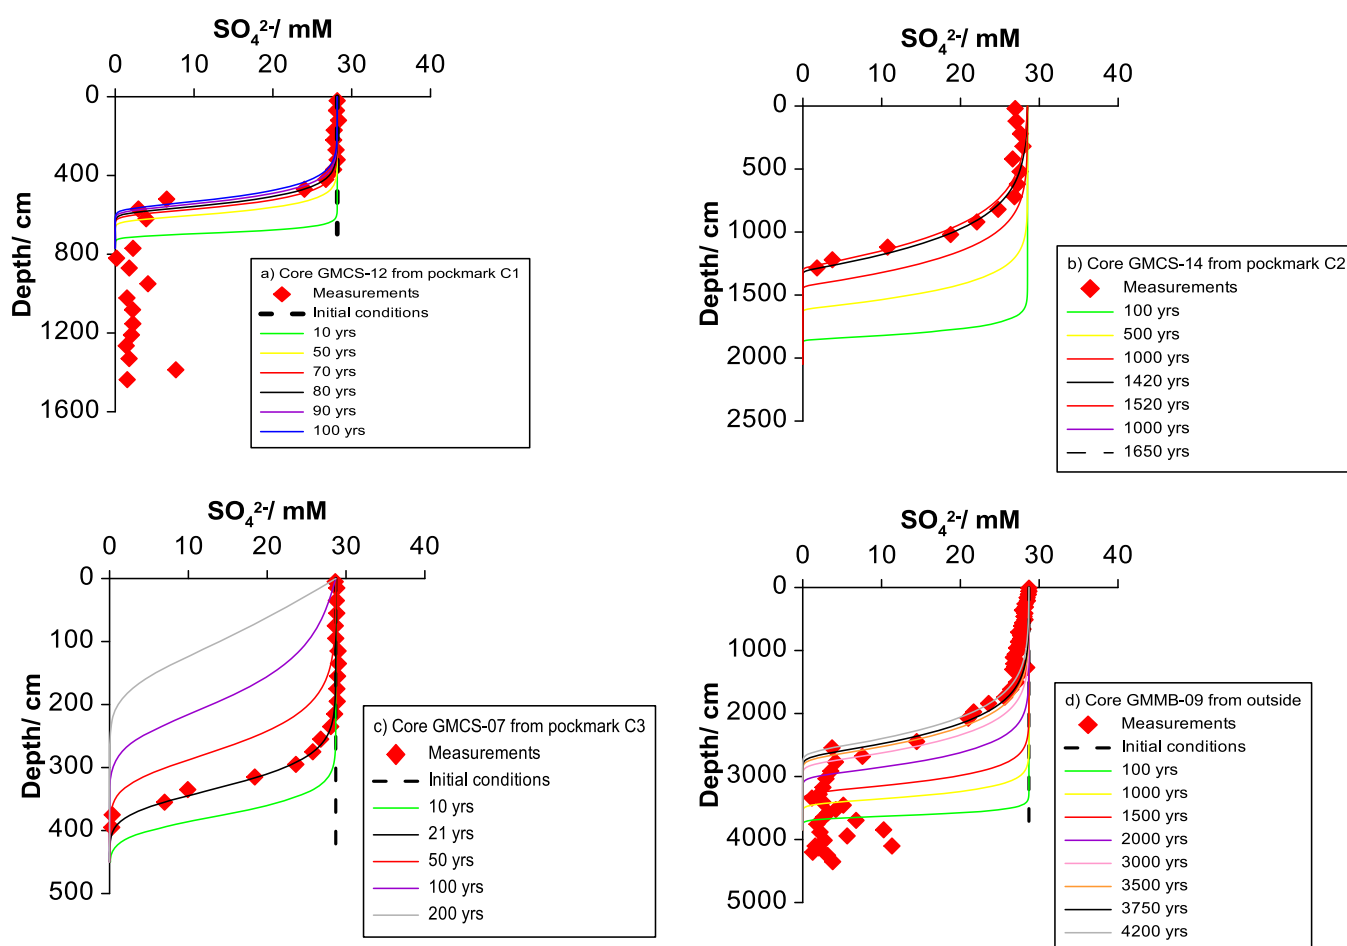 SO₄²⁻/ mM
0 10 20 30 40
Depth/ cm
0
400
800
1200
1600
a) Core GMCS-12 from pockmark C1
Measurements
Initial conditions
10 yrs
50 yrs
70 yrs
80 yrs
90 yrs
100 yrs
SO₄²⁻/ mM
0 10 20 30 40
Depth/ cm
0
500
1000
1500
2000
2500
b) Core GMCS-14 from pockmark C2
Measurements
100 yrs
500 yrs
1000 yrs
1420 yrs
1520 yrs
1000 yrs
1650 yrs
SO₄²⁻/ mM
0 10 20 30 40
Depth/ cm
0
100
200
300
400
500
c) Core GMCS-07 from pockmark C3
Measurements
Initial conditions
10 yrs
21 yrs
50 yrs
100 yrs
200 yrs
SO₄²⁻/ mM
0 10 20 30 40
Depth/ cm
0
1000
2000
3000
4000
5000
d) Core GMMB-09 from outside
Measurements
Initial conditions
100 yrs
1000 yrs
1500 yrs
2000 yrs
3000 yrs
3500 yrs
3750 yrs
4200 yrs